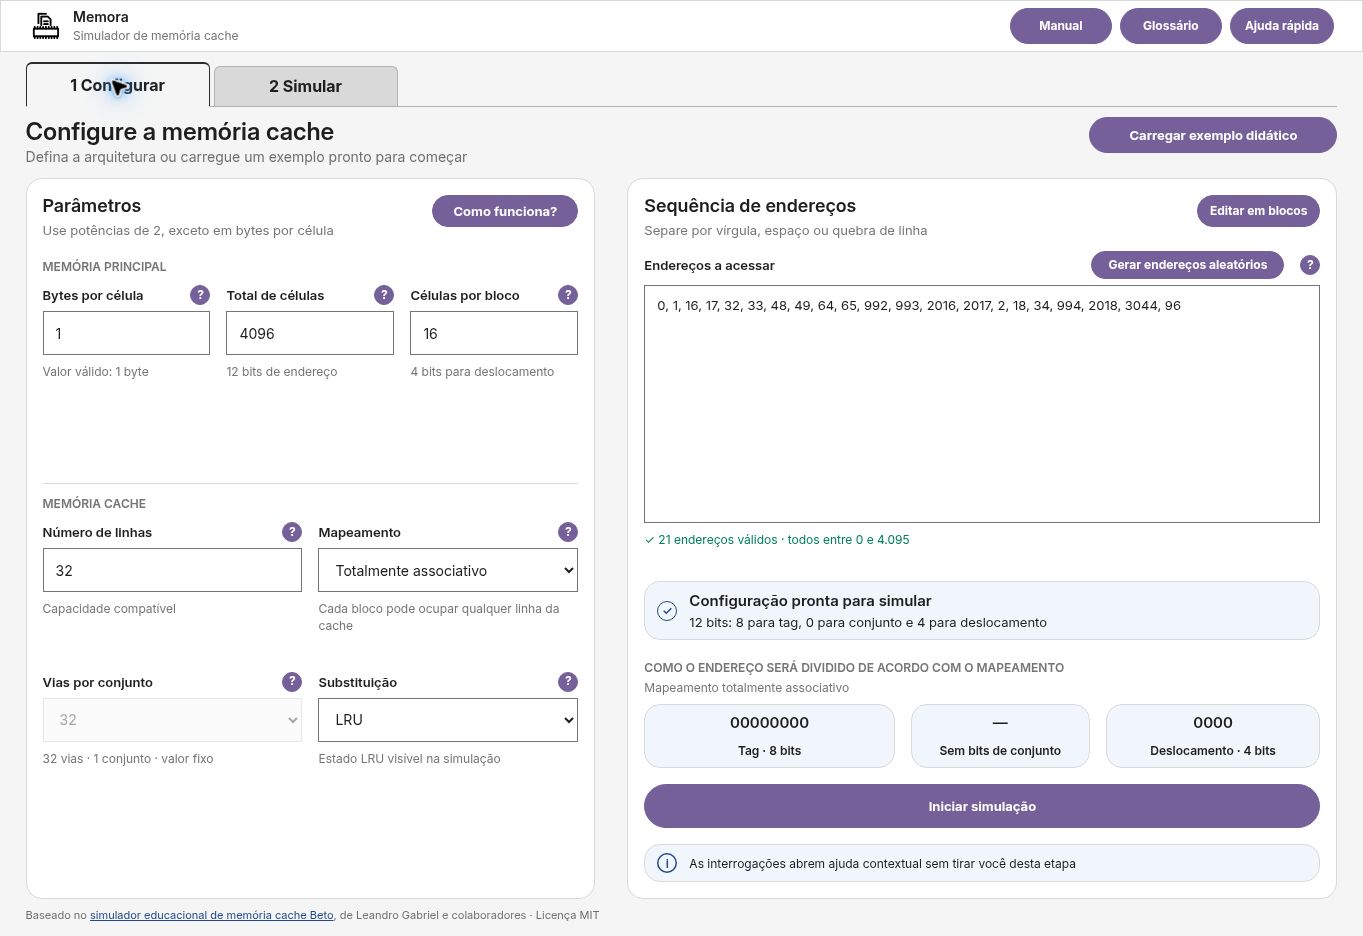 Memora
Simulador de memória cache
Manual
Glossário
Ajuda rápida
1 Configurar
2 Simular
Configure a memória cache
Defina a arquitetura ou carregue um exemplo pronto para começar
Carregar exemplo didático
Parâmetros
Como funciona?
Use potências de 2, exceto em bytes por célula
MEMÓRIA PRINCIPAL
Bytes por célula ?
Total de células ?
Células por bloco ?
1
4096
16
Valor válido: 1 byte
12 bits de endereço
4 bits para deslocamento
MEMÓRIA CACHE
Número de linhas ?
Mapeamento ?
32
Totalmente associativo
Capacidade compatível
Cada bloco pode ocupar qualquer linha da
cache
Vias por conjunto ?
Substituição ?
32
LRU
32 vias · 1 conjunto · valor fixo
Estado LRU visível na simulação
Sequência de endereços
Editar em blocos
Separe por vírgula, espaço ou quebra de linha
Endereços a acessar
Gerar endereços aleatórios
?
0, 1, 16, 17, 32, 33, 48, 49, 64, 65, 992, 993, 2016, 2017, 2, 18, 34, 994, 2018, 3044, 96
✓ 21 endereços válidos · todos entre 0 e 4.095
Configuração pronta para simular
12 bits: 8 para tag, 0 para conjunto e 4 para deslocamento
COMO O ENDEREÇO SERÁ DIVIDIDO DE ACORDO COM O MAPEAMENTO
Mapeamento totalmente associativo
00000000
Tag · 8 bits
—
Sem bits de conjunto
0000
Deslocamento · 4 bits
Iniciar simulação
i As interrogações abrem ajuda contextual sem tirar você desta etapa
Baseado no simulador educacional de memória cache Beto, de Leandro Gabriel e colaboradores · Licença MIT